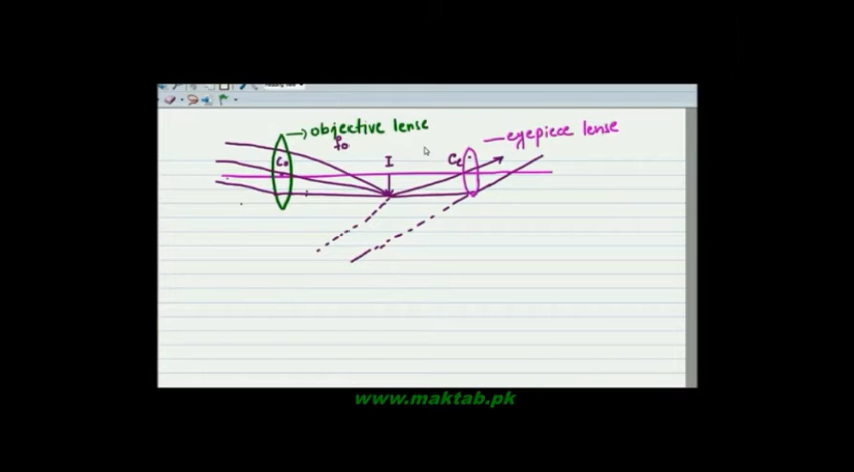 → objective lense
fo
— eyepiece lense
Co
I
Ce
www.maktab.pk